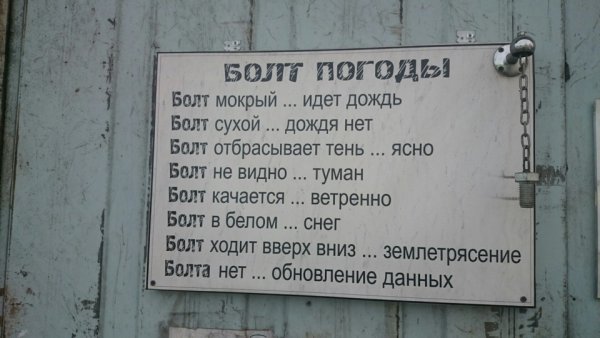 БОЛТ ПОГОДЫ
Болт мокрый ... идет дождь
Болт сухой ... дождя нет
Болт отбрасывает тень ... ясно
Болт не видно ... туман
Болт качается ... ветренно
Болт в белом ... снег
Болт ходит вверх вниз ... землетрясение
Болта нет ... обновление данных